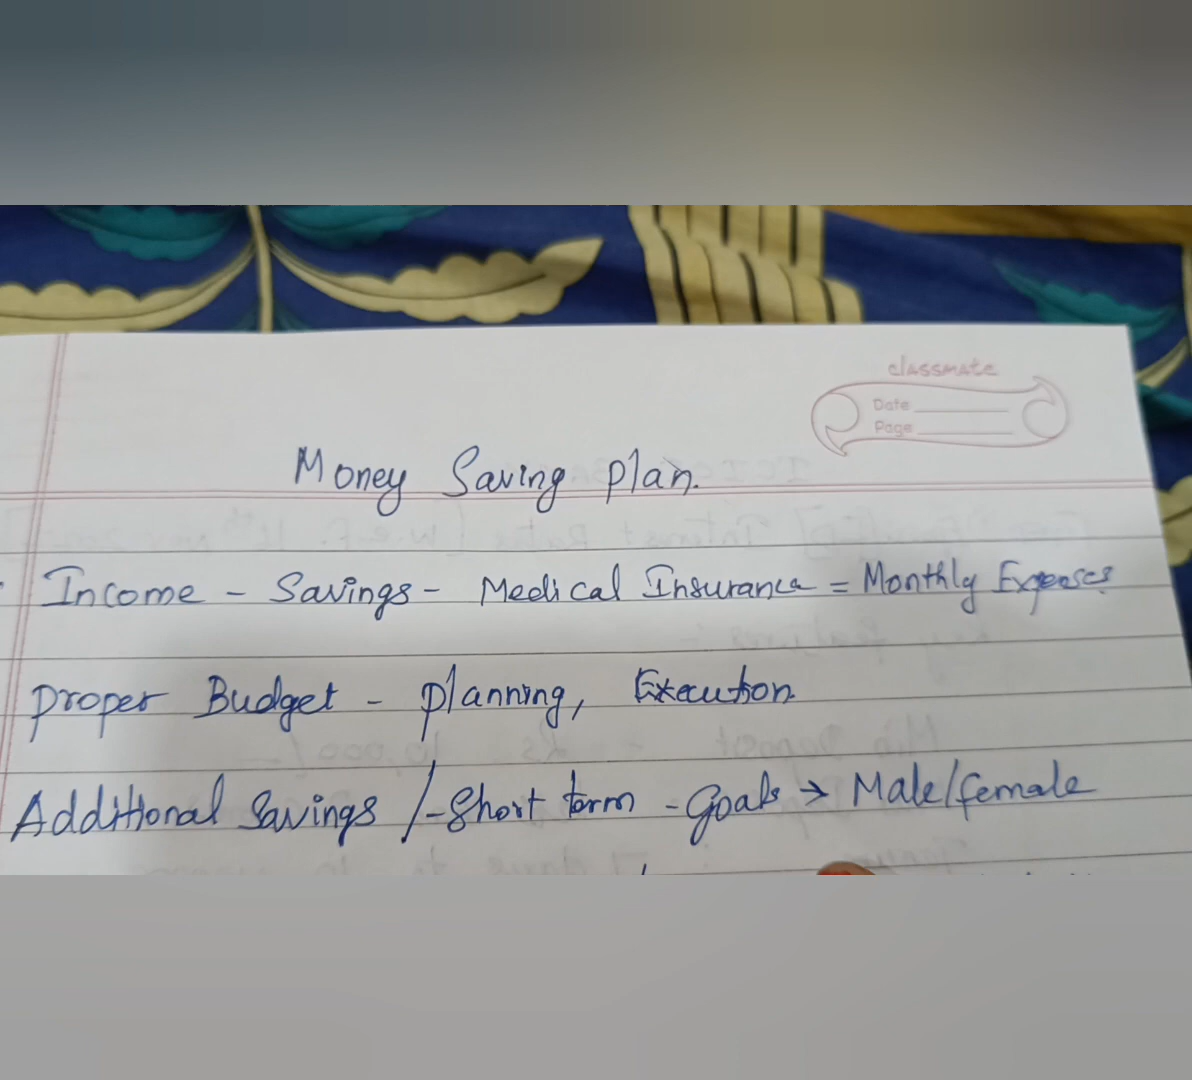 classmate
Date
Page
Money Saving plan.
Income - Savings - Medical Insurance = Monthly Expenses
proper Budget - planning, Execution
Additional Savings /-Short term - Goals → Male/female